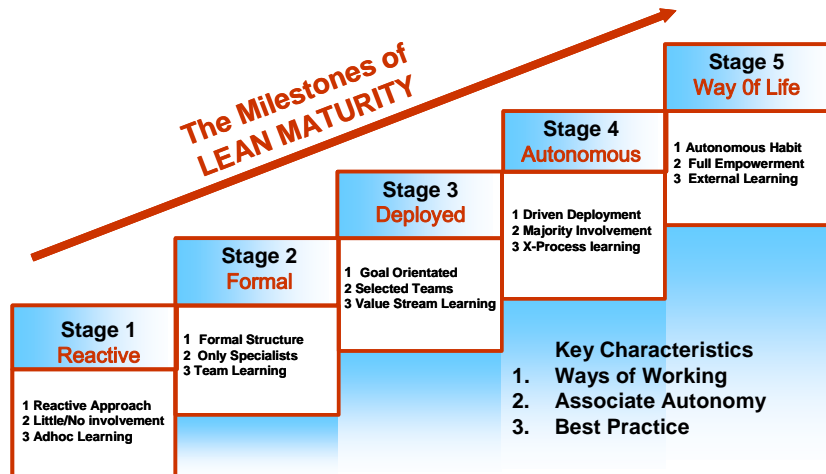 The Milestones of
LEAN MATURITY
Stage 1
Reactive
1 Reactive Approach
2 Little/No involvement
3 Adhoc Learning
Stage 2
Formal
1 Formal Structure
2 Only Specialists
3 Team Learning
Stage 3
Deployed
1 Goal Orientated
2 Selected Teams
3 Value Stream Learning
Stage 4
Autonomous
1 Driven Deployment
2 Majority Involvement
3 X-Process learning
Stage 5
Way 0f Life
1 Autonomous Habit
2 Full Empowerment
3 External Learning
Key Characteristics
1. Ways of Working
2. Associate Autonomy
3. Best Practice